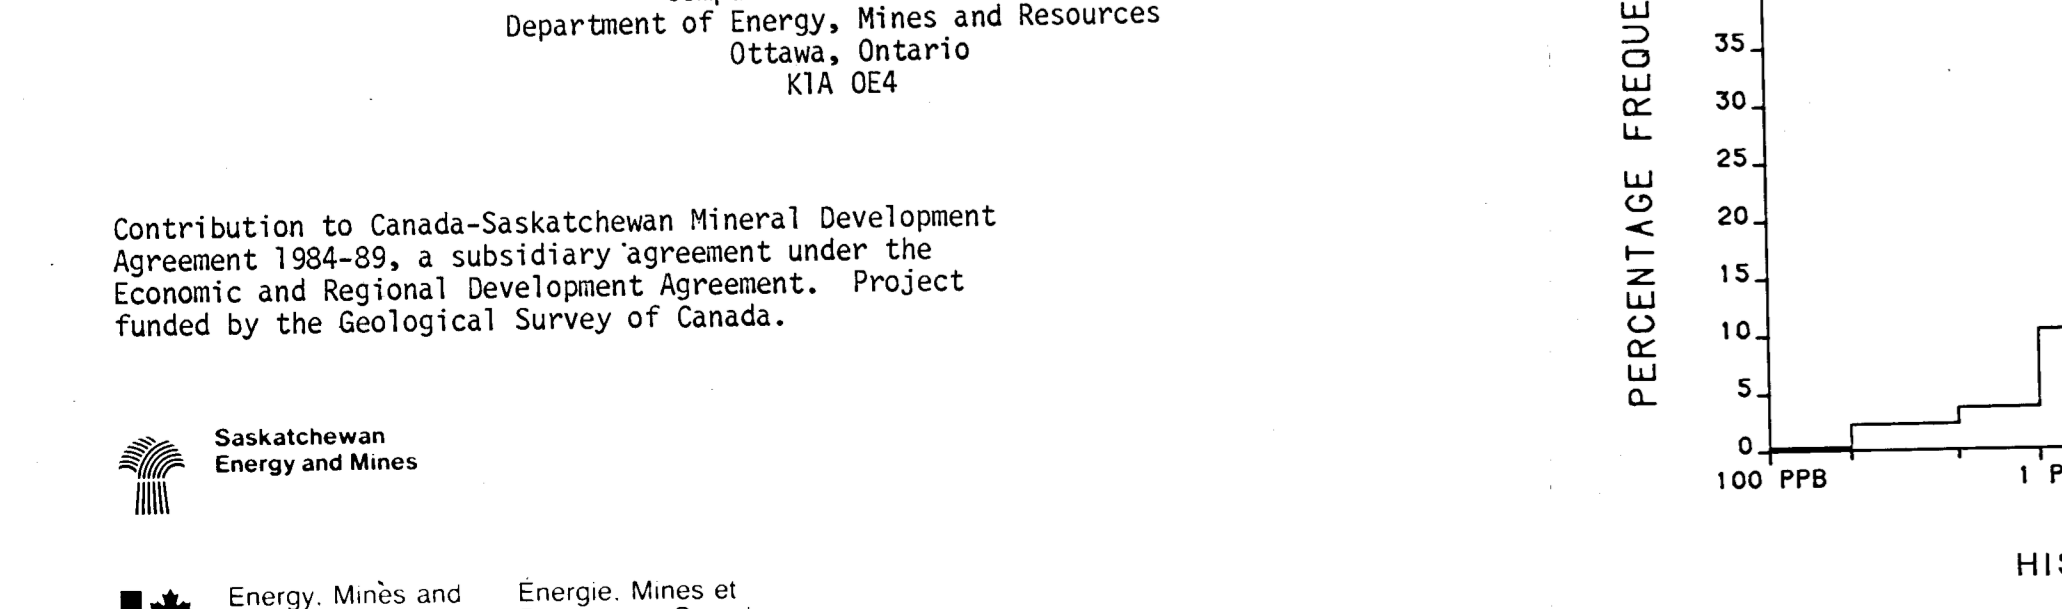 Department of Energy, Mines and Resources
Ottawa, Ontario
K1A 0E4
Contribution to Canada-Saskatchewan Mineral Development
Agreement 1984-89, a subsidiary agreement under the
Economic and Regional Development Agreement. Project
funded by the Geological Survey of Canada.
Saskatchewan
Energy and Mines
Energy, Mines and
Énergie, Mines et
PERCENTAGE FREQUE
35
30
25
20
15
10
5
0
100 PPB
1 P
HIS